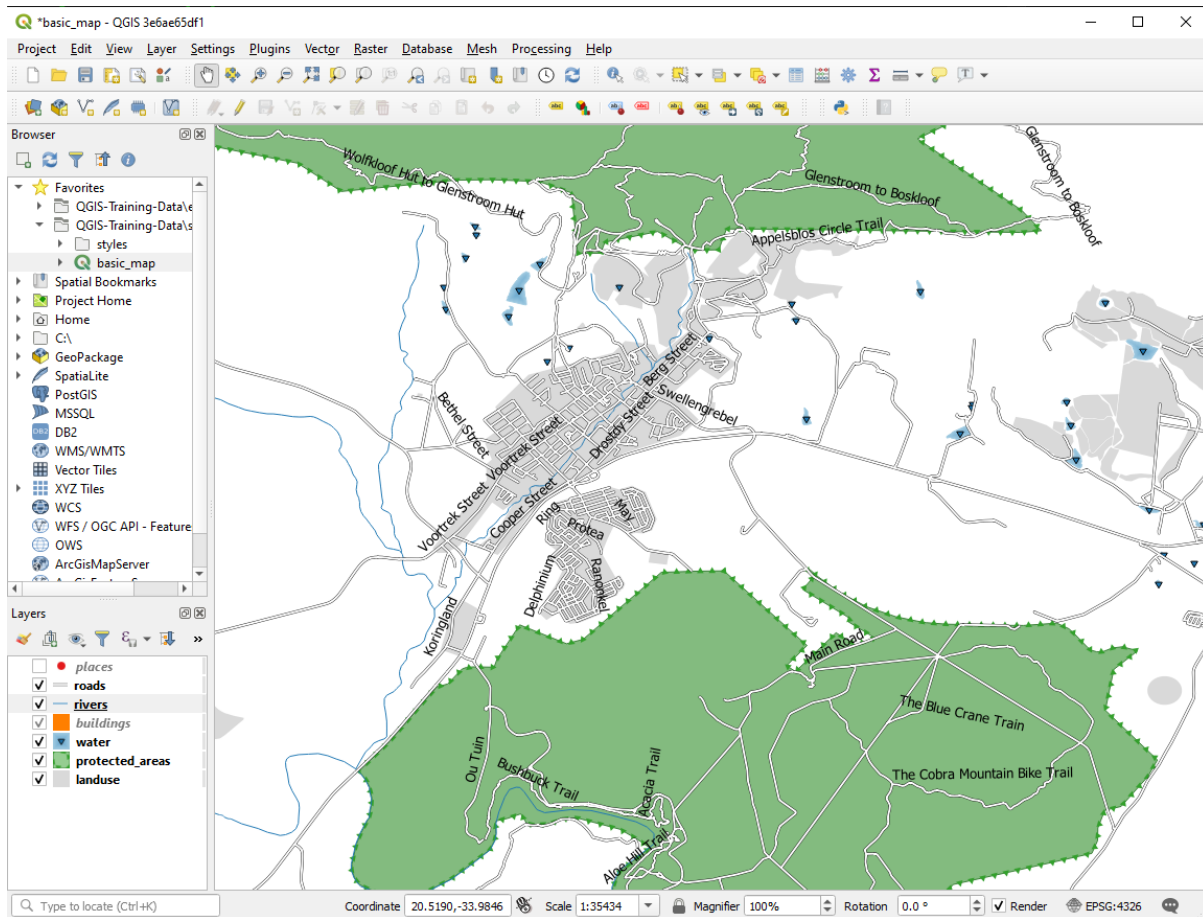 *basic_map - QGIS 3e6ae65df1
Project Edit View Layer Settings Plugins Vector Raster Database Mesh Processing Help
Browser
Favorites
QGIS-Training-Data\e
QGIS-Training-Data\s
styles
basic_map
Spatial Bookmarks
Project Home
Home
C:\
GeoPackage
SpatiaLite
PostGIS
MSSQL
DB2
WMS/WMTS
Vector Tiles
XYZ Tiles
WCS
WFS / OGC API - Feature
OWS
ArcGisMapServer
Layers
places
roads
rivers
buildings
water
protected_areas
landuse
Wolfkloof Hut to Glenstroom Hut
Glenstroom to Boskloof
Glenstroom to Boskloof
Appelsblos Circle Trail
Berg Street
Swellengrebel
Bethel Street
Drostdy Street
Voortrek Street
Voortrek Street
Cooper Street
Ring
May
Protea
Delphinium
Ranonkel
Koringland
Main Road
The Blue Crane Train
The Cobra Mountain Bike Trail
Ou Tuin
Bushbuck Trail
Acacia Trail
Aloe Hill Trail
Type to locate (Ctrl+K)
Coordinate 20.5190,-33.9846 Scale 1:35434 Magnifier 100% Rotation 0.0 ° Render EPSG:4326